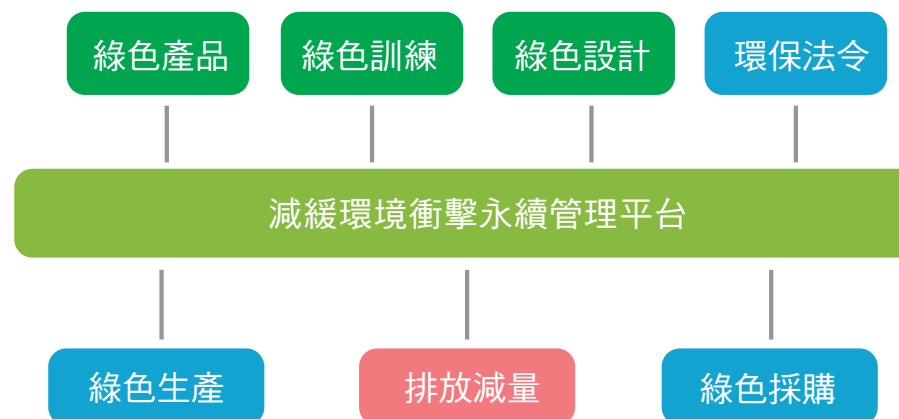 綠色產品
綠色訓練
綠色設計
環保法令
減緩環境衝擊永續管理平台
綠色生產
排放減量
綠色採購